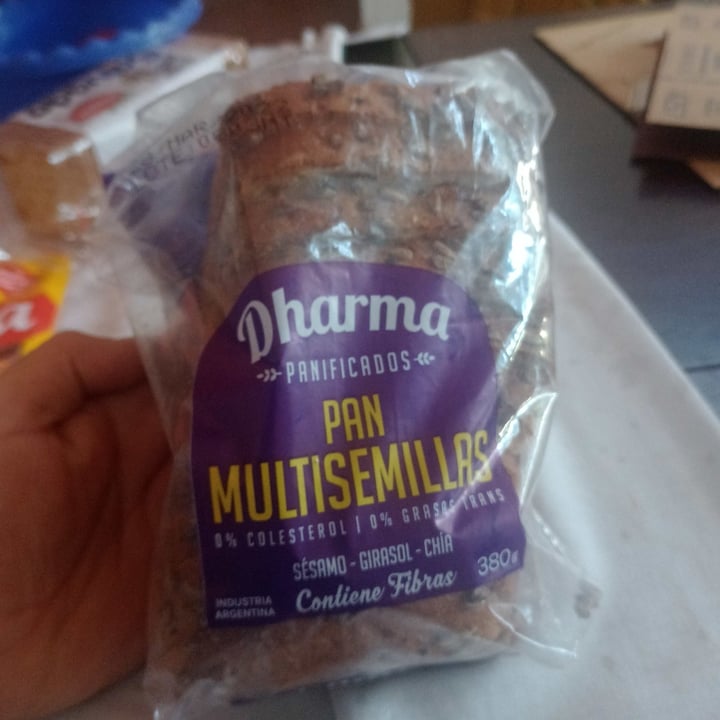 Dharma
PANIFICADOS
PAN
MULTISEMILLAS
0% COLESTEROL | 0% GRASAS TRANS
SÉSAMO - GIRASOL - CHÍA
Contiene Fibras
380g
INDUSTRIA
ARGENTINA